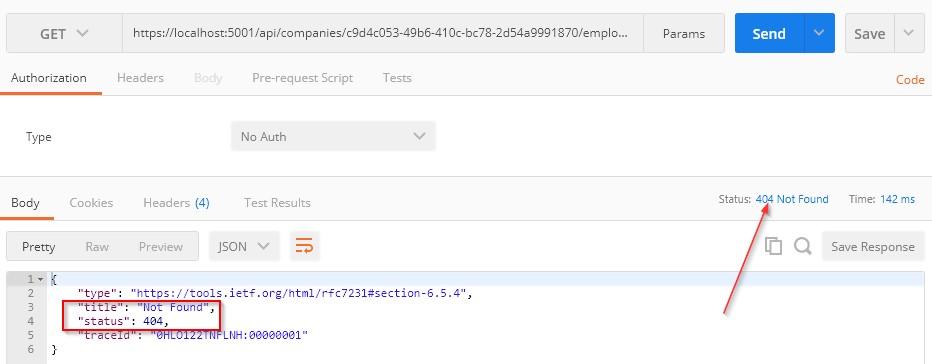 GET https://localhost:5001/api/companies/c9d4c053-49b6-410c-bc78-2d54a9991870/emplo... Params Send Save
Authorization Headers Body Pre-request Script Tests Code
Type No Auth
Body Cookies Headers (4) Test Results Status: 404 Not Found Time: 142 ms
Pretty Raw Preview JSON Save Response
1 {
2 "type": "https://tools.ietf.org/html/rfc7231#section-6.5.4",
3 "title": "Not Found",
4 "status": 404,
5 "traceId": "0HLO122TNFLNH:00000001"
6 }